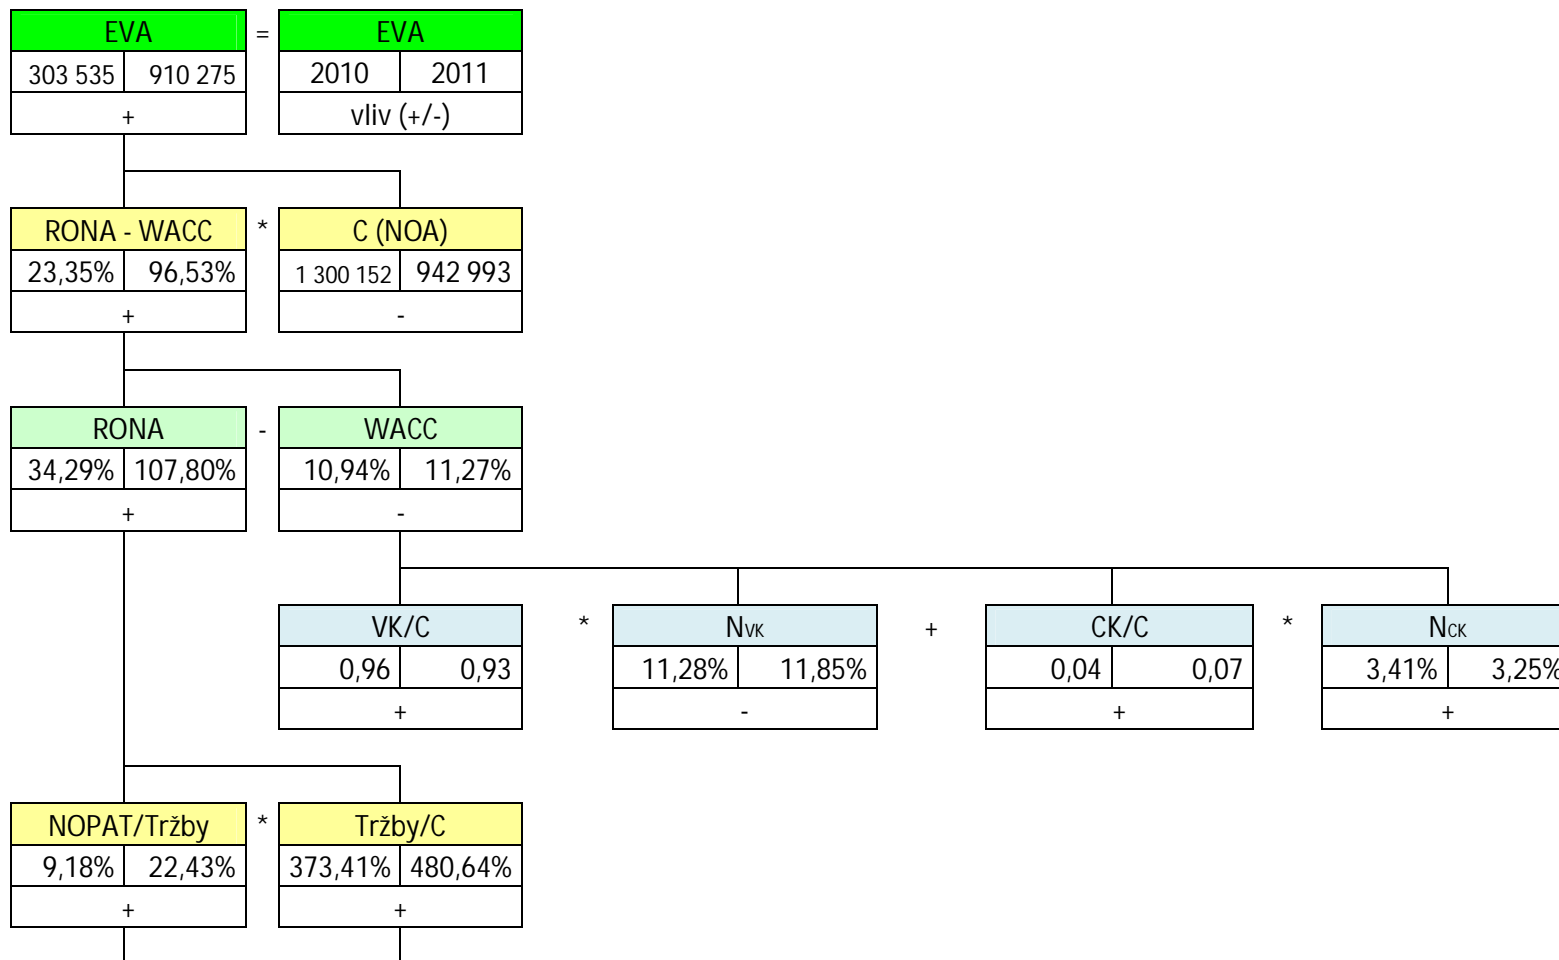 EVA = EVA
303 535 910 275 2010 2011
+ vliv (+/-)
RONA - WACC * C (NOA)
23,35% 96,53% 1 300 152 942 993
+ -
RONA - WACC
34,29% 107,80% 10,94% 11,27%
+ -
VK/C * NVK + CK/C * NCK
0,96 0,93 11,28% 11,85% 0,04 0,07 3,41% 3,25%
+ - + +
NOPAT/Tržby * Tržby/C
9,18% 22,43% 373,41% 480,64%
+ +